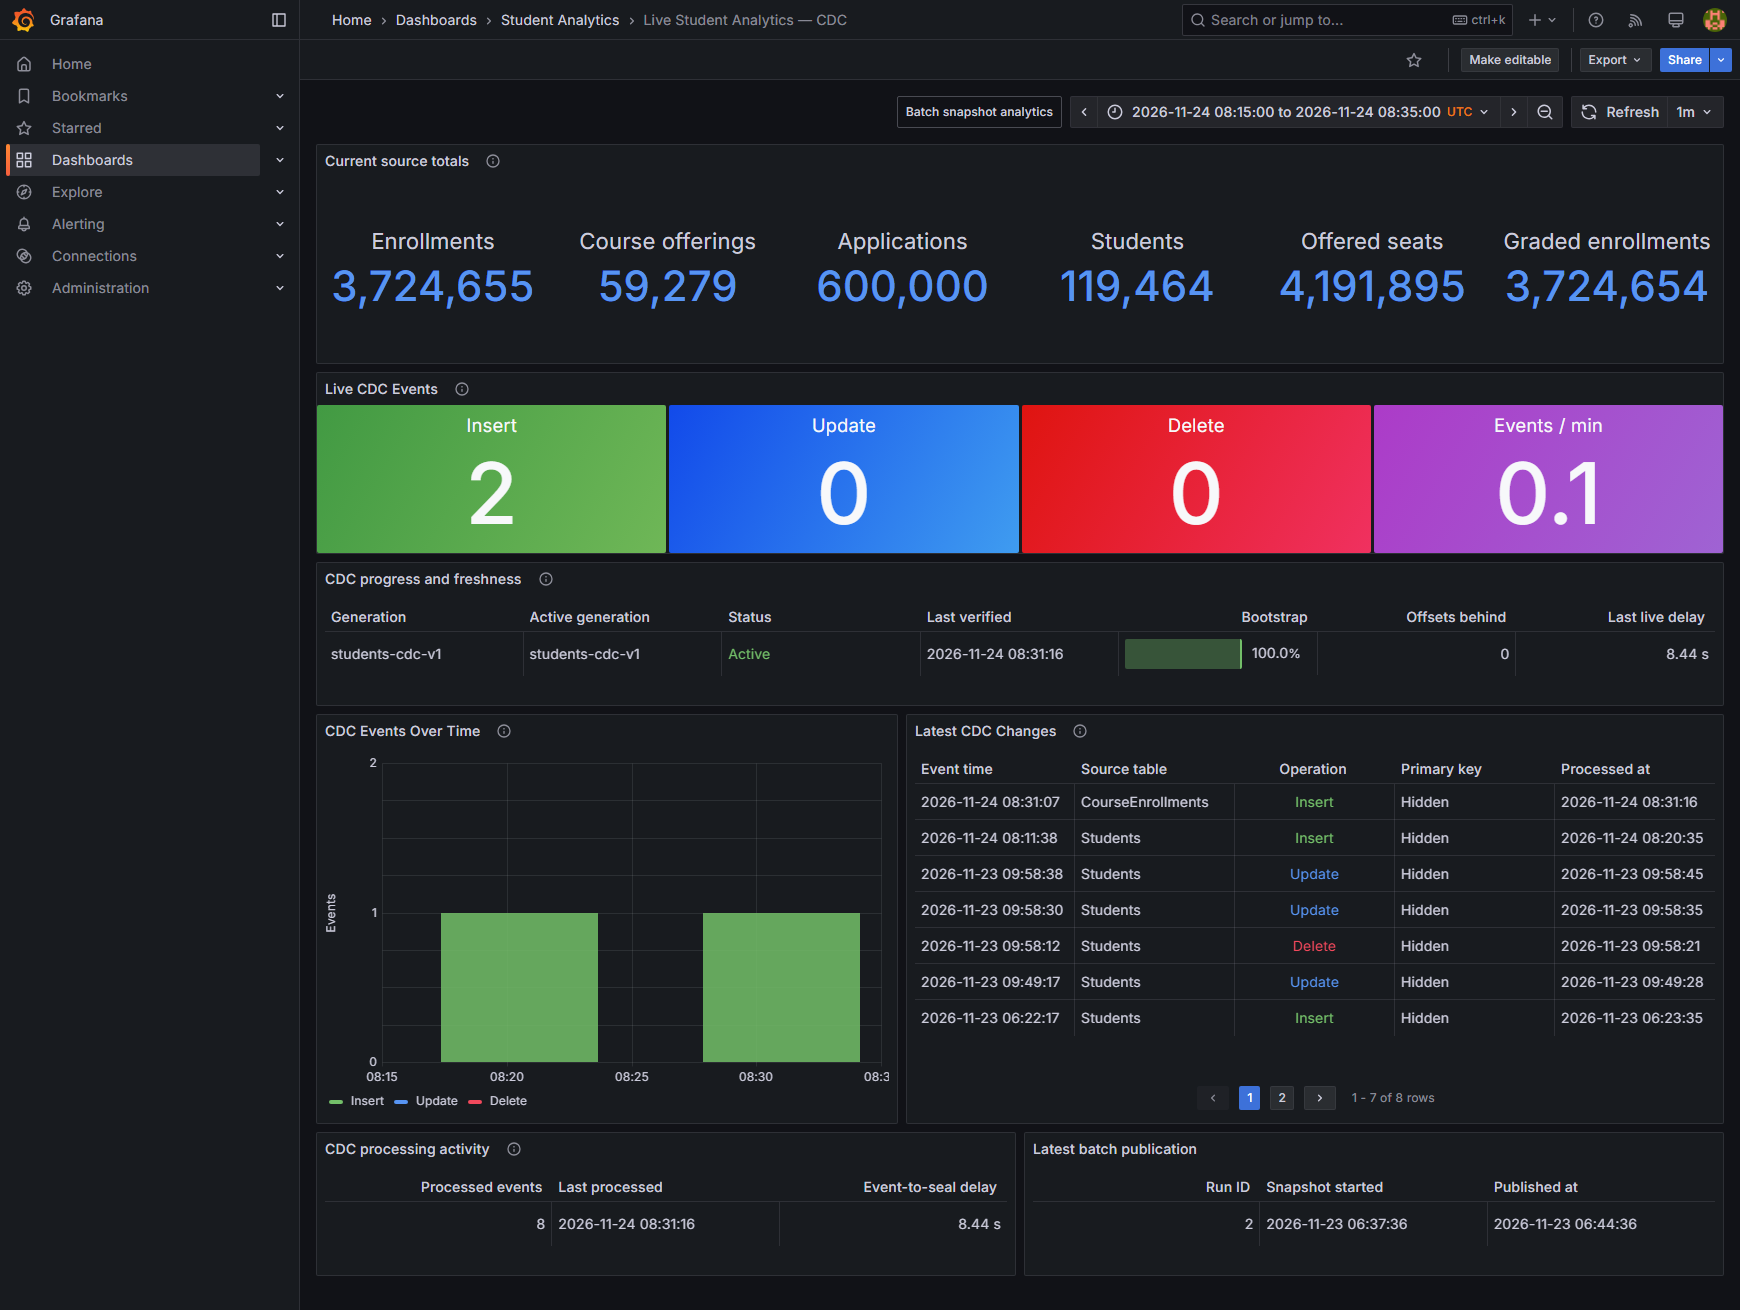 Grafana
Home › Dashboards › Student Analytics › Live Student Analytics — CDC
Search or jump to...
ctrl+k
Home
Bookmarks
Starred
Dashboards
Explore
Alerting
Connections
Administration
Make editable
Export
Share
Batch snapshot analytics
2026-11-24 08:15:00 to 2026-11-24 08:35:00 UTC
Refresh
1m
Current source totals
Enrollments Course offerings Applications Students Offered seats Graded enrollments
3,724,655 59,279 600,000 119,464 4,191,895 3,724,654
Live CDC Events
Insert Update Delete Events / min
2 0 0 0.1
CDC progress and freshness
Generation Active generation Status Last verified Bootstrap Offsets behind Last live delay
students-cdc-v1 students-cdc-v1 Active 2026-11-24 08:31:16 100.0% 0 8.44 s
CDC Events Over Time
2
1
0
Events
08:15 08:20 08:25 08:30 08:3
Insert Update Delete
Latest CDC Changes
Event time Source table Operation Primary key Processed at
2026-11-24 08:31:07 CourseEnrollments Insert Hidden 2026-11-24 08:31:16
2026-11-24 08:11:38 Students Insert Hidden 2026-11-24 08:20:35
2026-11-23 09:58:38 Students Update Hidden 2026-11-23 09:58:45
2026-11-23 09:58:30 Students Update Hidden 2026-11-23 09:58:35
2026-11-23 09:58:12 Students Delete Hidden 2026-11-23 09:58:21
2026-11-23 09:49:17 Students Update Hidden 2026-11-23 09:49:28
2026-11-23 06:22:17 Students Insert Hidden 2026-11-23 06:23:35
1 2 1 - 7 of 8 rows
CDC processing activity
Processed events Last processed Event-to-seal delay
8 2026-11-24 08:31:16 8.44 s
Latest batch publication
Run ID Snapshot started Published at
2 2026-11-23 06:37:36 2026-11-23 06:44:36